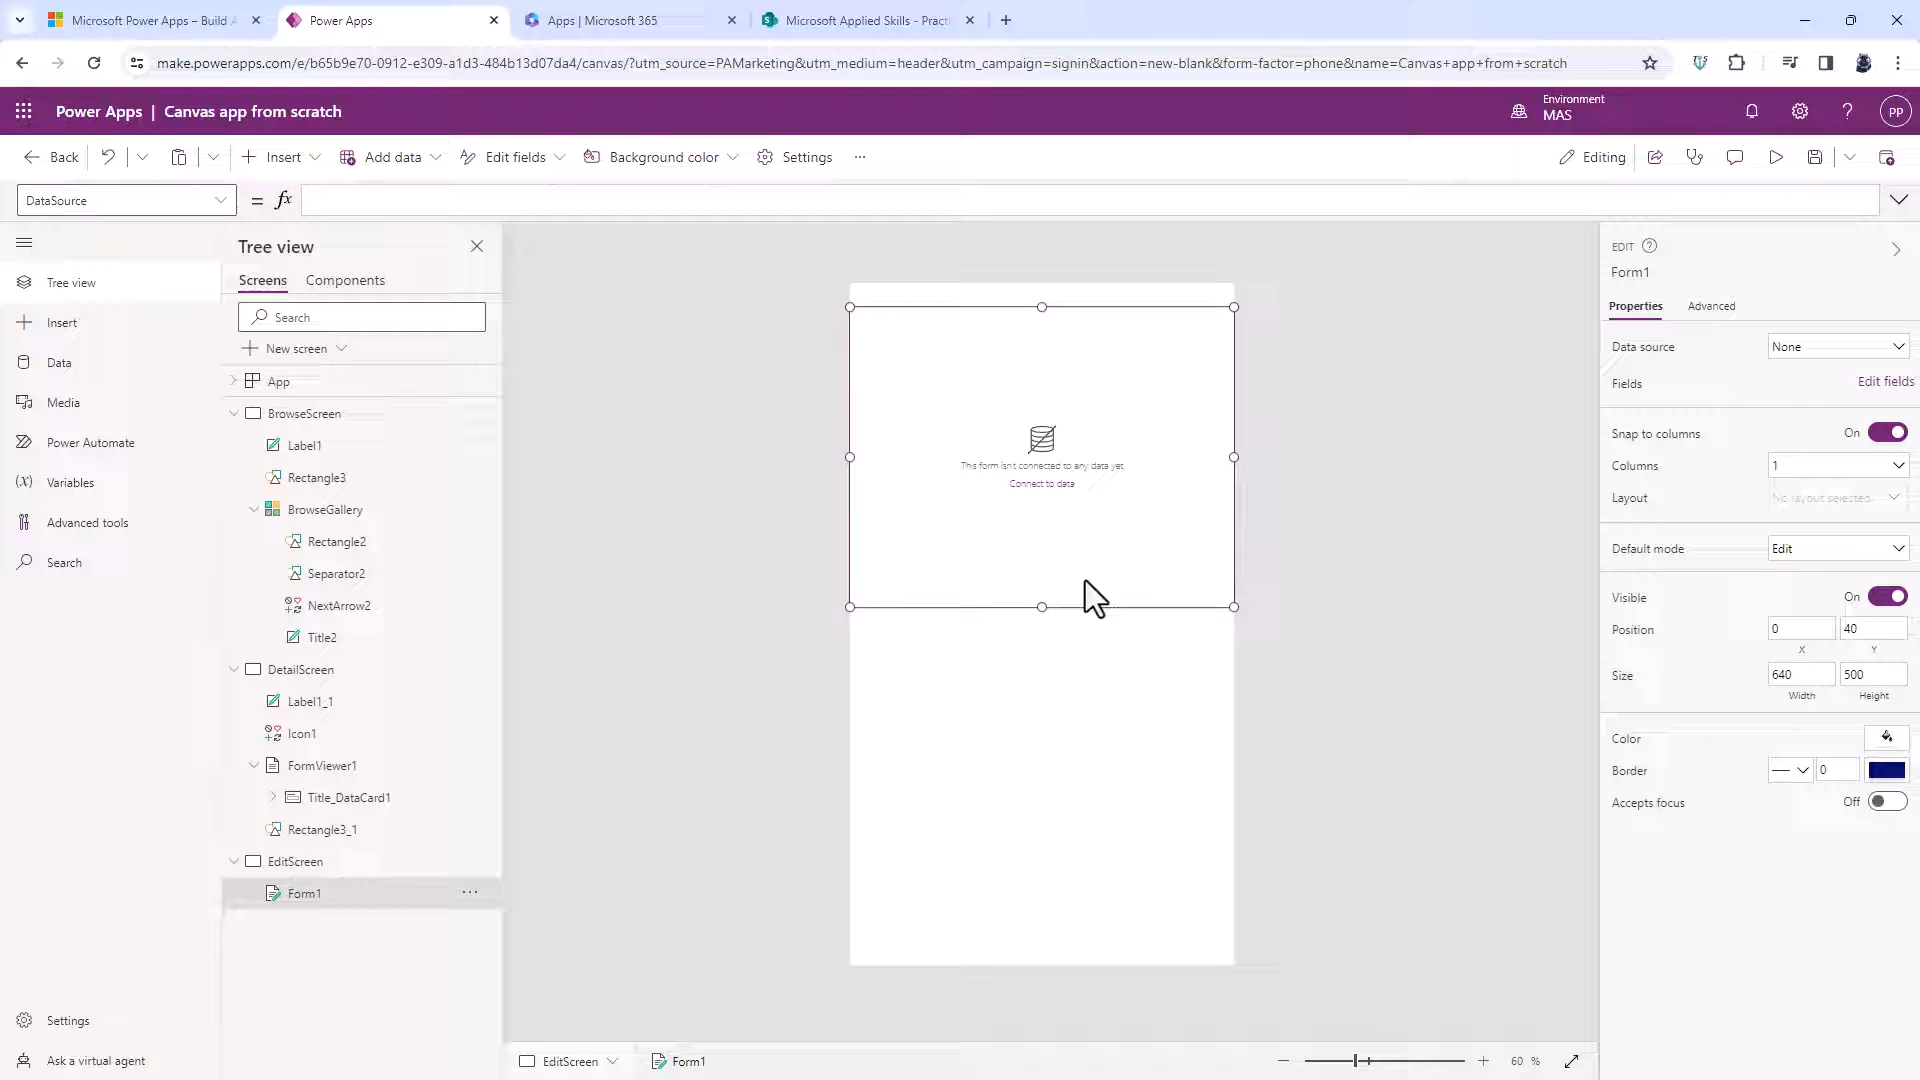 Microsoft Power Apps – Build A
Power Apps
Apps | Microsoft 365
Microsoft Applied Skills - Practi
make.powerapps.com/e/b65b9e70-0912-e309-a1d3-484b13d07da4/canvas/?utm_source=PAMarketing&utm_medium=header&utm_campaign=signin&action=new-blank&form-factor=phone&name=Canvas+app+from+scratch
Power Apps | Canvas app from scratch
Environment
MAS
PP
Back
Insert
Add data
Edit fields
Background color
Settings
Editing
DataSource
= fx
Tree view
Insert
Data
Media
Power Automate
(x) Variables
Advanced tools
Search
Settings
Ask a virtual agent
Tree view
Screens
Components
Search
New screen
App
BrowseScreen
Label1
Rectangle3
BrowseGallery
Rectangle2
Separator2
NextArrow2
Title2
DetailScreen
Label1_1
Icon1
FormViewer1
Title_DataCard1
Rectangle3_1
EditScreen
Form1
This form isn't connected to any data yet
Connect to data
EditScreen
Form1
60 %
EDIT
Form1
Properties
Advanced
Data source
None
Fields
Edit fields
Snap to columns
On
Columns
1
Layout
No layout selected
Default mode
Edit
Visible
On
Position
0
40
X
Y
Size
640
500
Width
Height
Color
Border
0
Accepts focus
Off